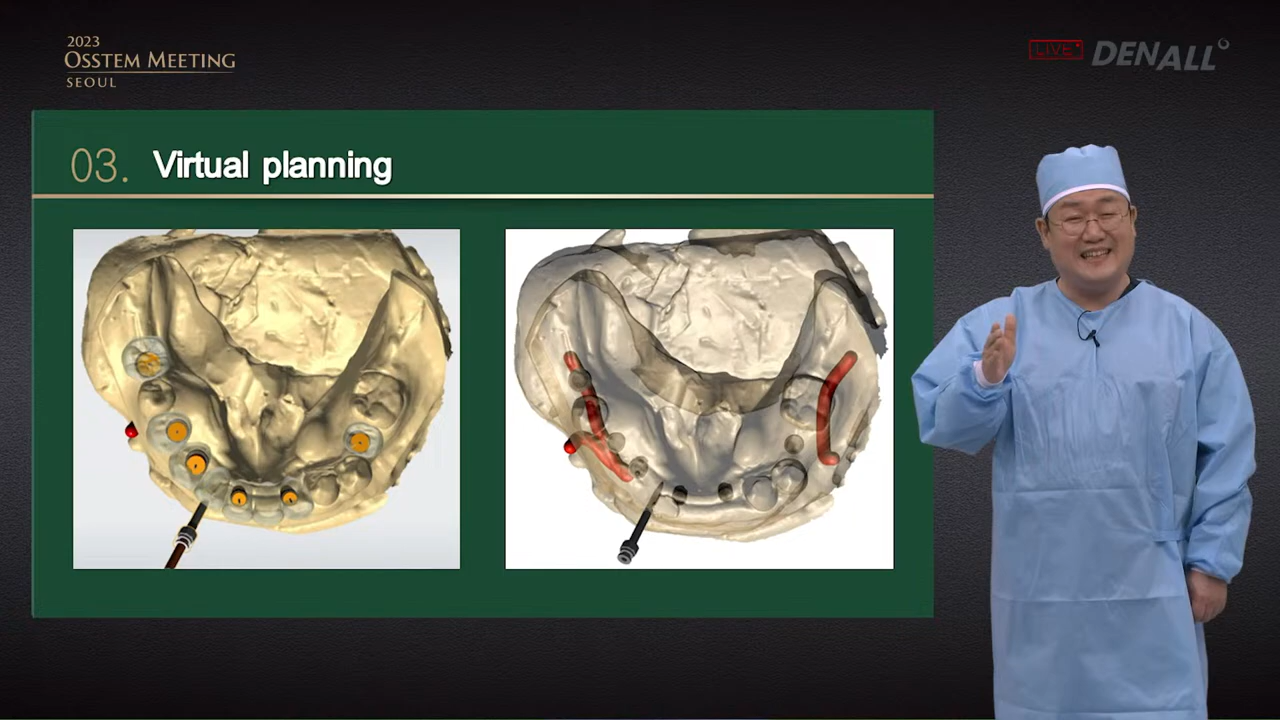 2023
OSSTEM MEETING
SEOUL
LIVE
DENALL
03. Virtual planning